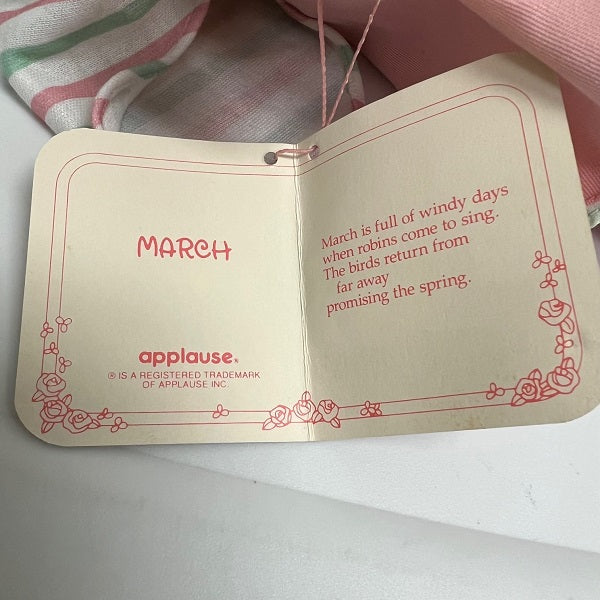 MARCH
applause®
® IS A REGISTERED TRADEMARK
OF APPLAUSE INC.
March is full of windy days
when robins come to sing.
The birds return from
far away
promising the spring.